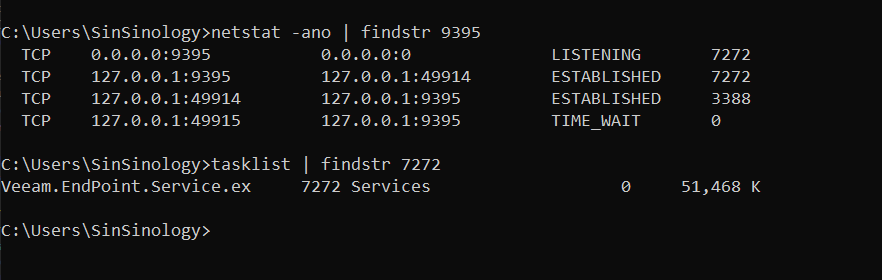 C:\Users\SinSinology>netstat -ano | findstr 9395
  TCP    0.0.0.0:9395           0.0.0.0:0              LISTENING       7272
  TCP    127.0.0.1:9395         127.0.0.1:49914        ESTABLISHED     7272
  TCP    127.0.0.1:49914        127.0.0.1:9395         ESTABLISHED     3388
  TCP    127.0.0.1:49915        127.0.0.1:9395         TIME_WAIT       0
C:\Users\SinSinology>tasklist | findstr 7272
Veeam.EndPoint.Service.ex     7272 Services                   0     51,468 K
C:\Users\SinSinology>